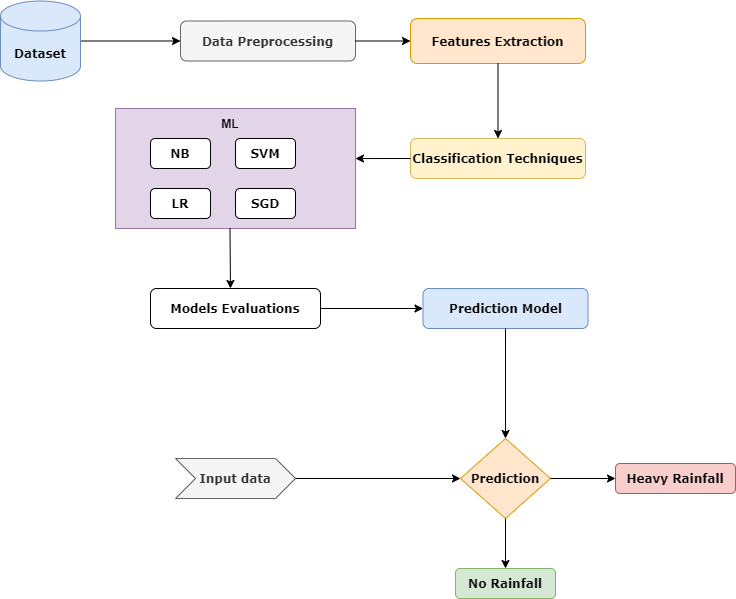 Dataset
Data Preprocessing
Features Extraction
Classification Techniques
ML
NB
SVM
LR
SGD
Models Evaluations
Prediction Model
Input data
Prediction
Heavy Rainfall
No Rainfall